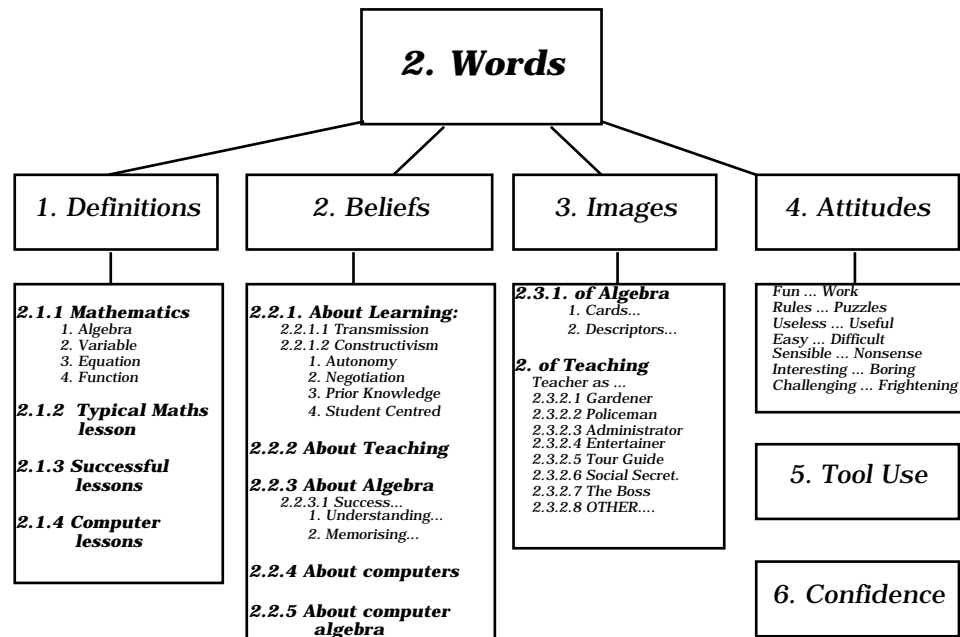 2. Words
1. Definitions
2. Beliefs
3. Images
4. Attitudes
2.1.1 Mathematics
1. Algebra
2. Variable
3. Equation
4. Function
2.1.2 Typical Maths
lesson
2.1.3 Successful
lessons
2.1.4 Computer
lessons
2.2.1. About Learning:
2.2.1.1 Transmission
2.2.1.2 Constructivism
1. Autonomy
2. Negotiation
3. Prior Knowledge
4. Student Centred
2.2.2 About Teaching
2.2.3 About Algebra
2.2.3.1 Success...
1. Understanding...
2. Memorising...
2.2.4 About computers
2.2.5 About computer
algebra
2.3.1. of Algebra
1. Cards...
2. Descriptors...
2. of Teaching
Teacher as ...
2.3.2.1 Gardener
2.3.2.2 Policeman
2.3.2.3 Administrator
2.3.2.4 Entertainer
2.3.2.5 Tour Guide
2.3.2.6 Social Secret.
2.3.2.7 The Boss
2.3.2.8 OTHER....
Fun ... Work
Rules ... Puzzles
Useless ... Useful
Easy ... Difficult
Sensible ... Nonsense
Interesting ... Boring
Challenging ... Frightening
5. Tool Use
6. Confidence